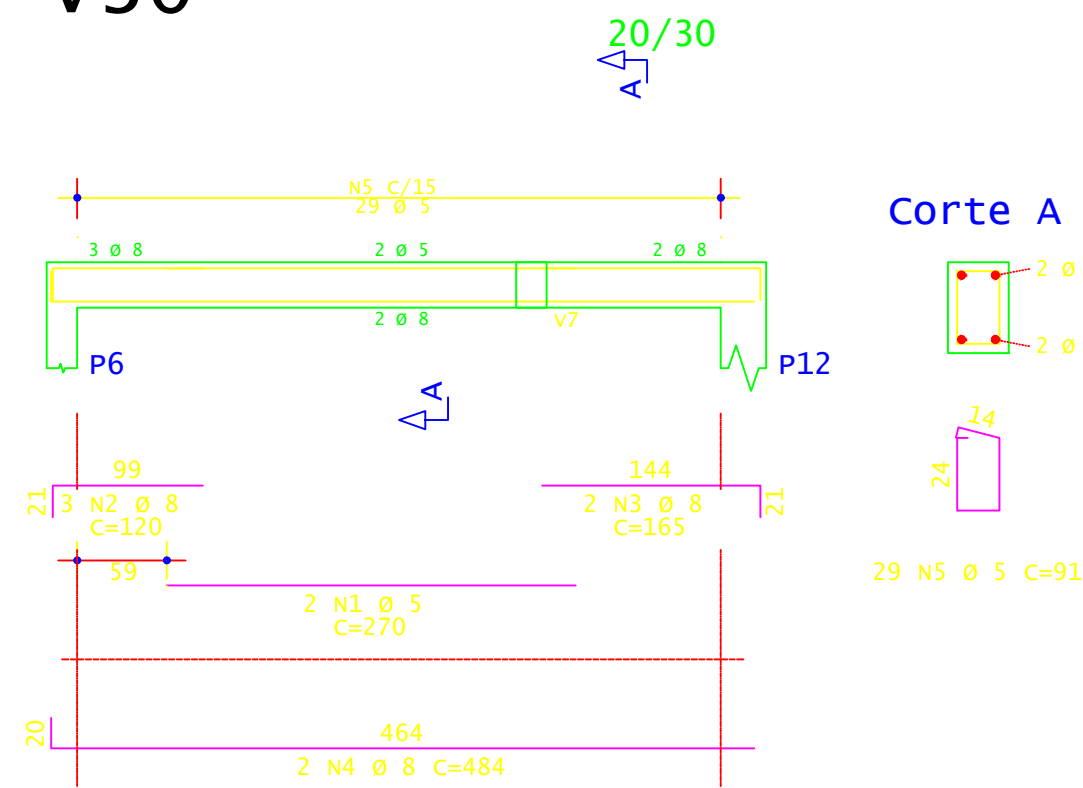 20/30
A
N5 C/15
29 Ø 5
Corte A
3 Ø 8
2 Ø 5
2 Ø 8
2 Ø
2 Ø 8
V7
2 Ø
P6
P12
A
14
99
144
24
21
3 N2 Ø 8
2 N3 Ø 8
21
C=120
C=165
59
29 N5 Ø 5 C=91
2 N1 Ø 5
C=270
20
464
2 N4 Ø 8 C=484